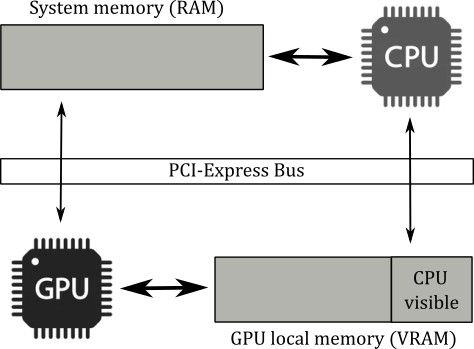 System memory (RAM)
CPU
PCI-Express Bus
GPU
CPU
visible
GPU local memory (VRAM)